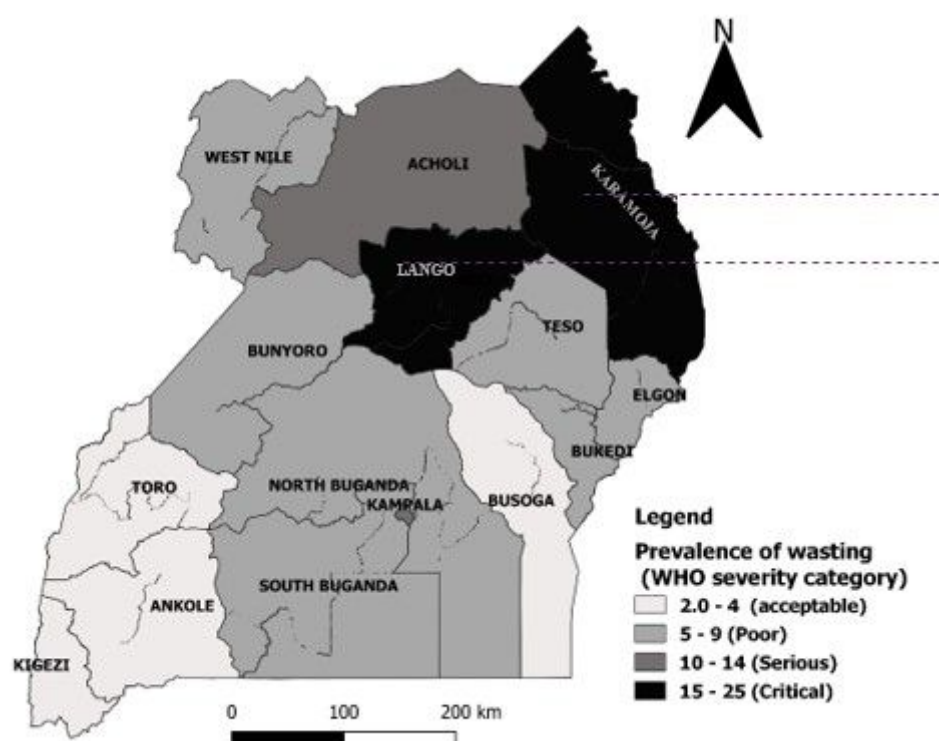 N
WEST NILE
ACHOLI
KARAMOJA
LANGO
TESO
BUNYORO
ELGON
BUKEDI
TORO
NORTH BUGANDA
KAMPALA
BUSOGA
SOUTH BUGANDA
ANKOLE
KIGEZI
Legend
Prevalence of wasting
(WHO severity category)
2.0 - 4 (acceptable)
5 - 9 (Poor)
10 - 14 (Serious)
15 - 25 (Critical)
0 100 200 km